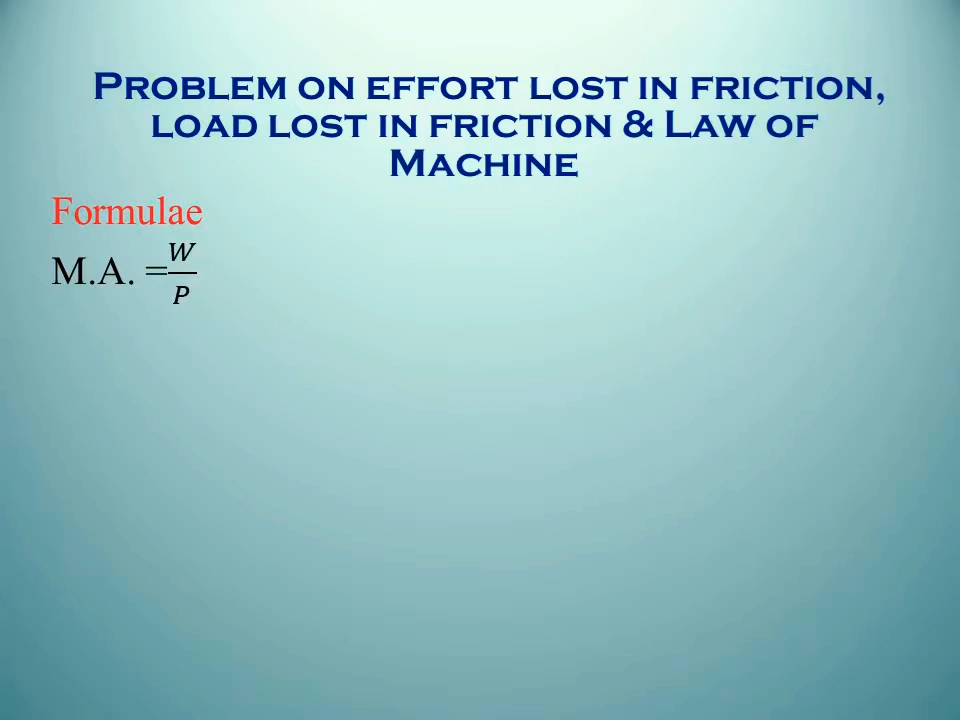 Problem on effort lost in friction,
load lost in friction & Law of
Machine
Formulae
M.A. = W/P